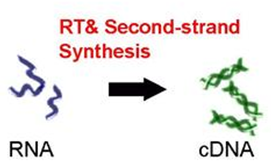 RT& Second-strand
Synthesis
RNA
cDNA